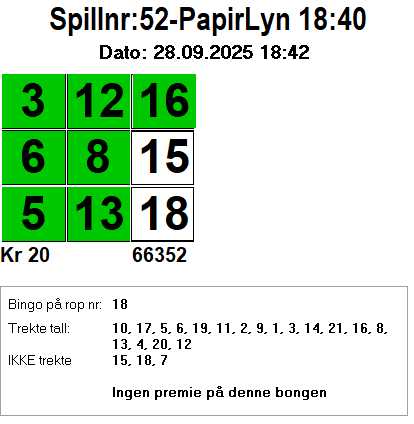 Spillnr:52-PapirLyn 18:40
Dato: 28.09.2025 18:42
3 12 16
6 8 15
5 13 18
Kr 20 66352
Bingo på rop nr: 18
Trekte tall: 10, 17, 5, 6, 19, 11, 2, 9, 1, 3, 14, 21, 16, 8,
13, 4, 20, 12
IKKE trekte 15, 18, 7
Ingen premie på denne bongen